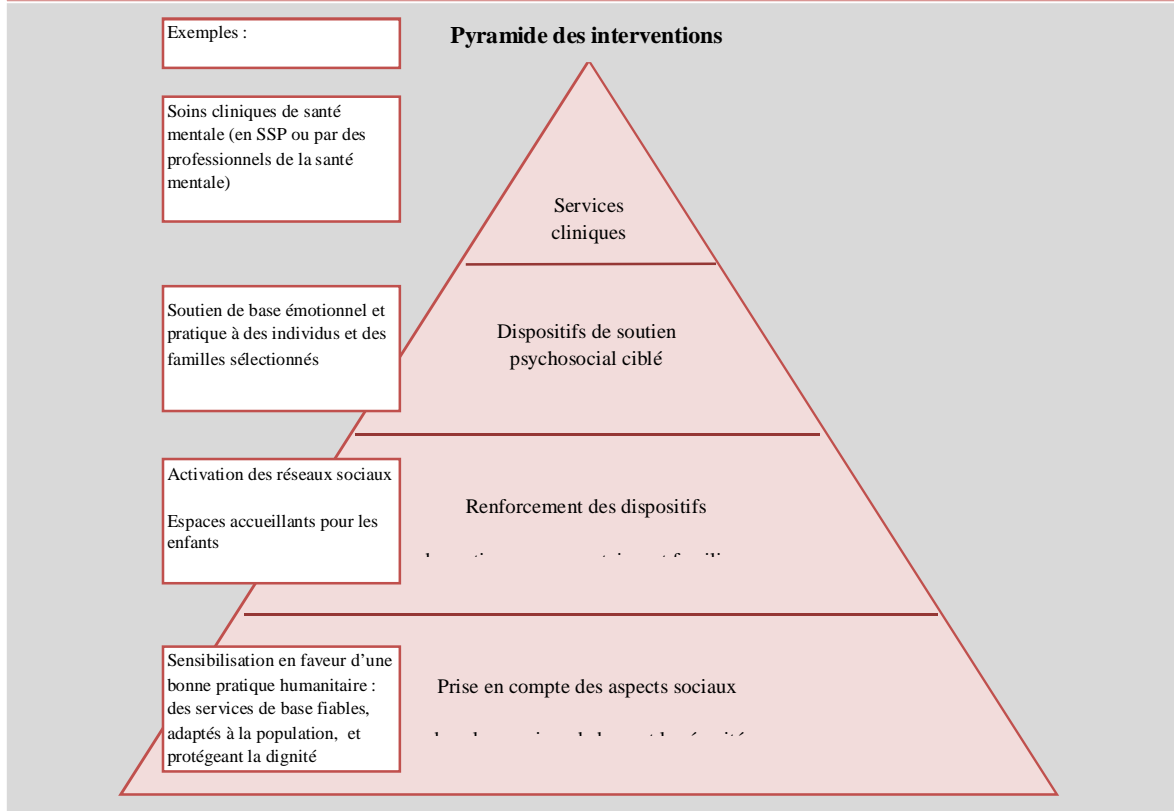 Exemples :
Pyramide des interventions
Soins cliniques de santé
mentale (en SSP ou par des
professionnels de la santé
mentale)
Services
cliniques
Soutien de base émotionnel et
pratique à des individus et des
familles sélectionnés
Dispositifs de soutien
psychosocial ciblé
Activation des réseaux sociaux
Espaces accueillants pour les
enfants
Renforcement des dispositifs
Sensibilisation en faveur d’une
bonne pratique humanitaire :
des services de base fiables,
adaptés à la population, et
protégeant la dignité
Prise en compte des aspects sociaux